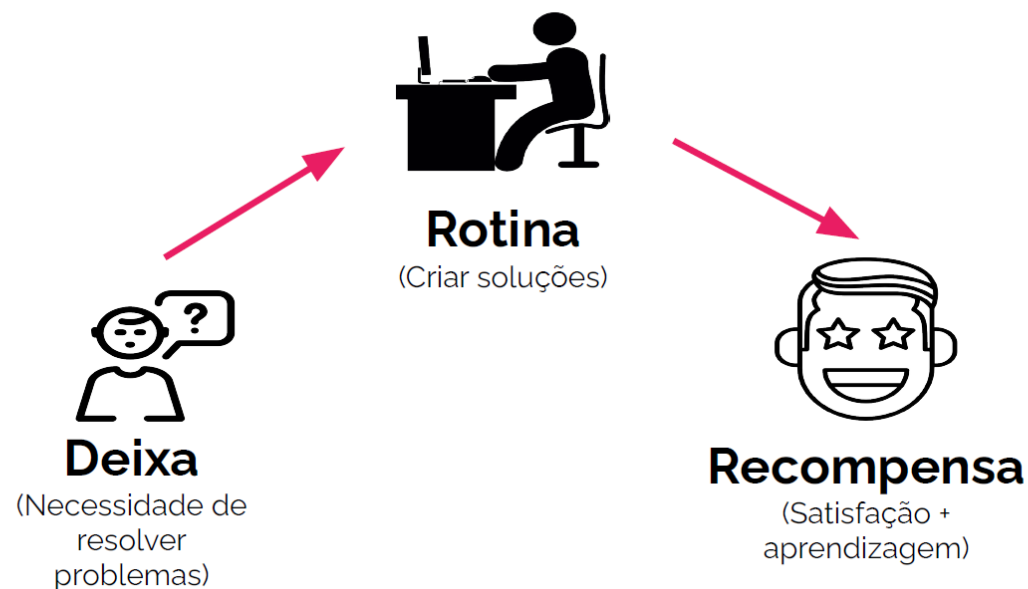 Rotina
(Criar soluções)
?
Deixa
(Necessidade de
resolver
problemas)
Recompensa
(Satisfação +
aprendizagem)